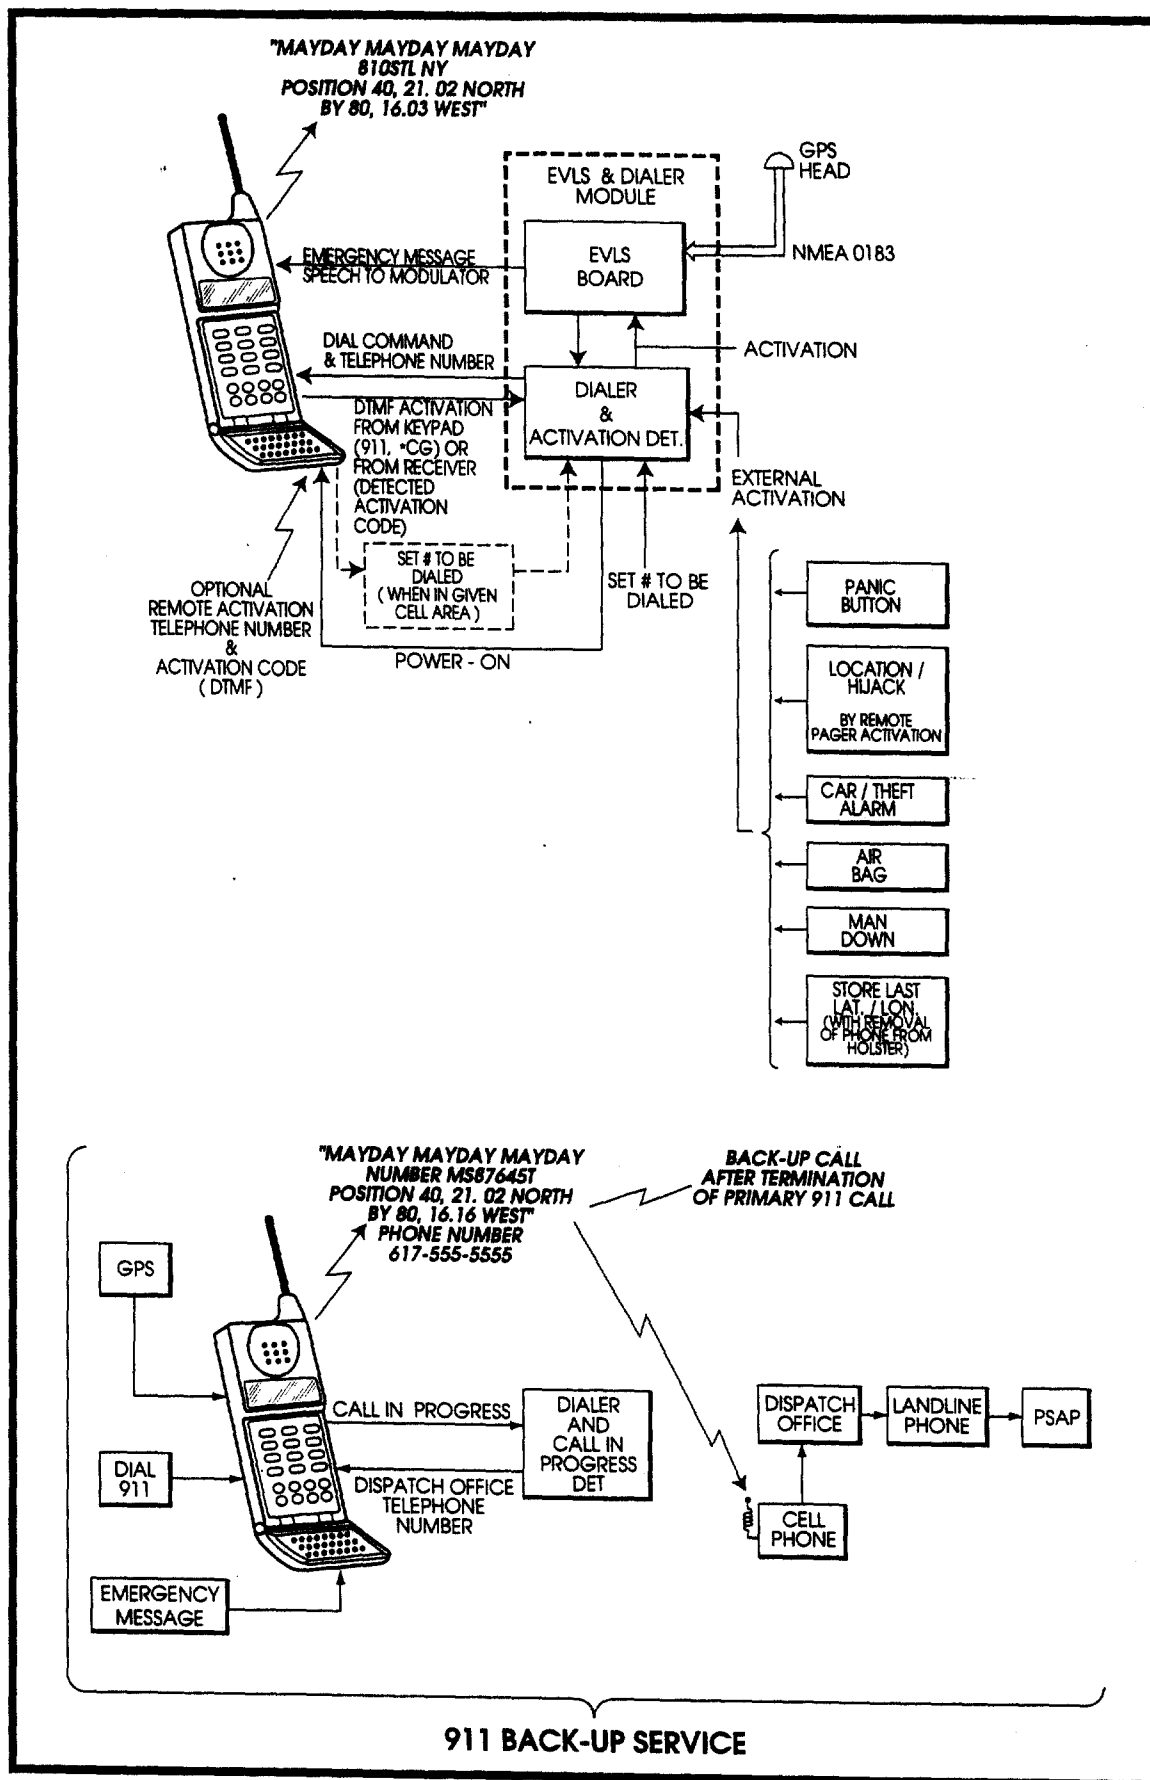 "MAYDAY MAYDAY MAYDAY
810STL NY
POSITION 40, 21. 02 NORTH
BY 80, 16.03 WEST"
GPS
HEAD
EVLS & DIALER
MODULE
NMEA 0183
EVLS
BOARD
EMERGENCY MESSAGE
SPEECH TO MODULATOR
DIAL COMMAND
& TELEPHONE NUMBER
ACTIVATION
DIALER
&
ACTIVATION DET.
DTMF ACTIVATION
FROM KEYPAD
(911, *CG) OR
FROM RECEIVER
(DETECTED
ACTIVATION
CODE)
EXTERNAL
ACTIVATION
SET # TO BE
DIALED
( WHEN IN GIVEN
CELL AREA )
SET # TO BE
DIALED
OPTIONAL
REMOTE ACTIVATION
TELEPHONE NUMBER
&
ACTIVATION CODE
( DTMF )
POWER - ON
PANIC
BUTTON
LOCATION /
HIJACK
BY REMOTE
PAGER ACTIVATION
CAR / THEFT
ALARM
AIR
BAG
MAN
DOWN
STORE LAST
LAT. / LON.
(WITH REMOVAL
OF PHONE FROM
HOLSTER)
"MAYDAY MAYDAY MAYDAY
NUMBER MS87645T
POSITION 40, 21. 02 NORTH
BY 80, 16.16 WEST"
PHONE NUMBER
617-555-5555
BACK-UP CALL
AFTER TERMINATION
OF PRIMARY 911 CALL
GPS
CALL IN PROGRESS
DIALER
AND
CALL IN
PROGRESS
DET
DISPATCH
OFFICE
LANDLINE
PHONE
PSAP
DIAL
911
DISPATCH OFFICE
TELEPHONE
NUMBER
CELL
PHONE
EMERGENCY
MESSAGE
911 BACK-UP SERVICE